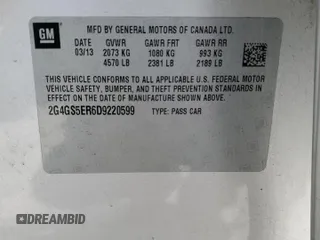 GM
MFD BY GENERAL MOTORS OF CANADA LTD.
DATE GVWR GAWR FRT GAWR RR
03/13 2073 KG 1080 KG 993 KG
4570 LB 2381 LB 2189 LB
THIS VEHICLE CONFORMS TO ALL APPLICABLE U.S. FEDERAL MOTOR
VEHICLE SAFETY, BUMPER, AND THEFT PREVENTION STANDARDS
IN EFFECT ON THE DATE OF MANUFACTURE SHOWN ABOVE.
2G4GS5ER6D9220599 TYPE: PASS CAR
DREAMBID